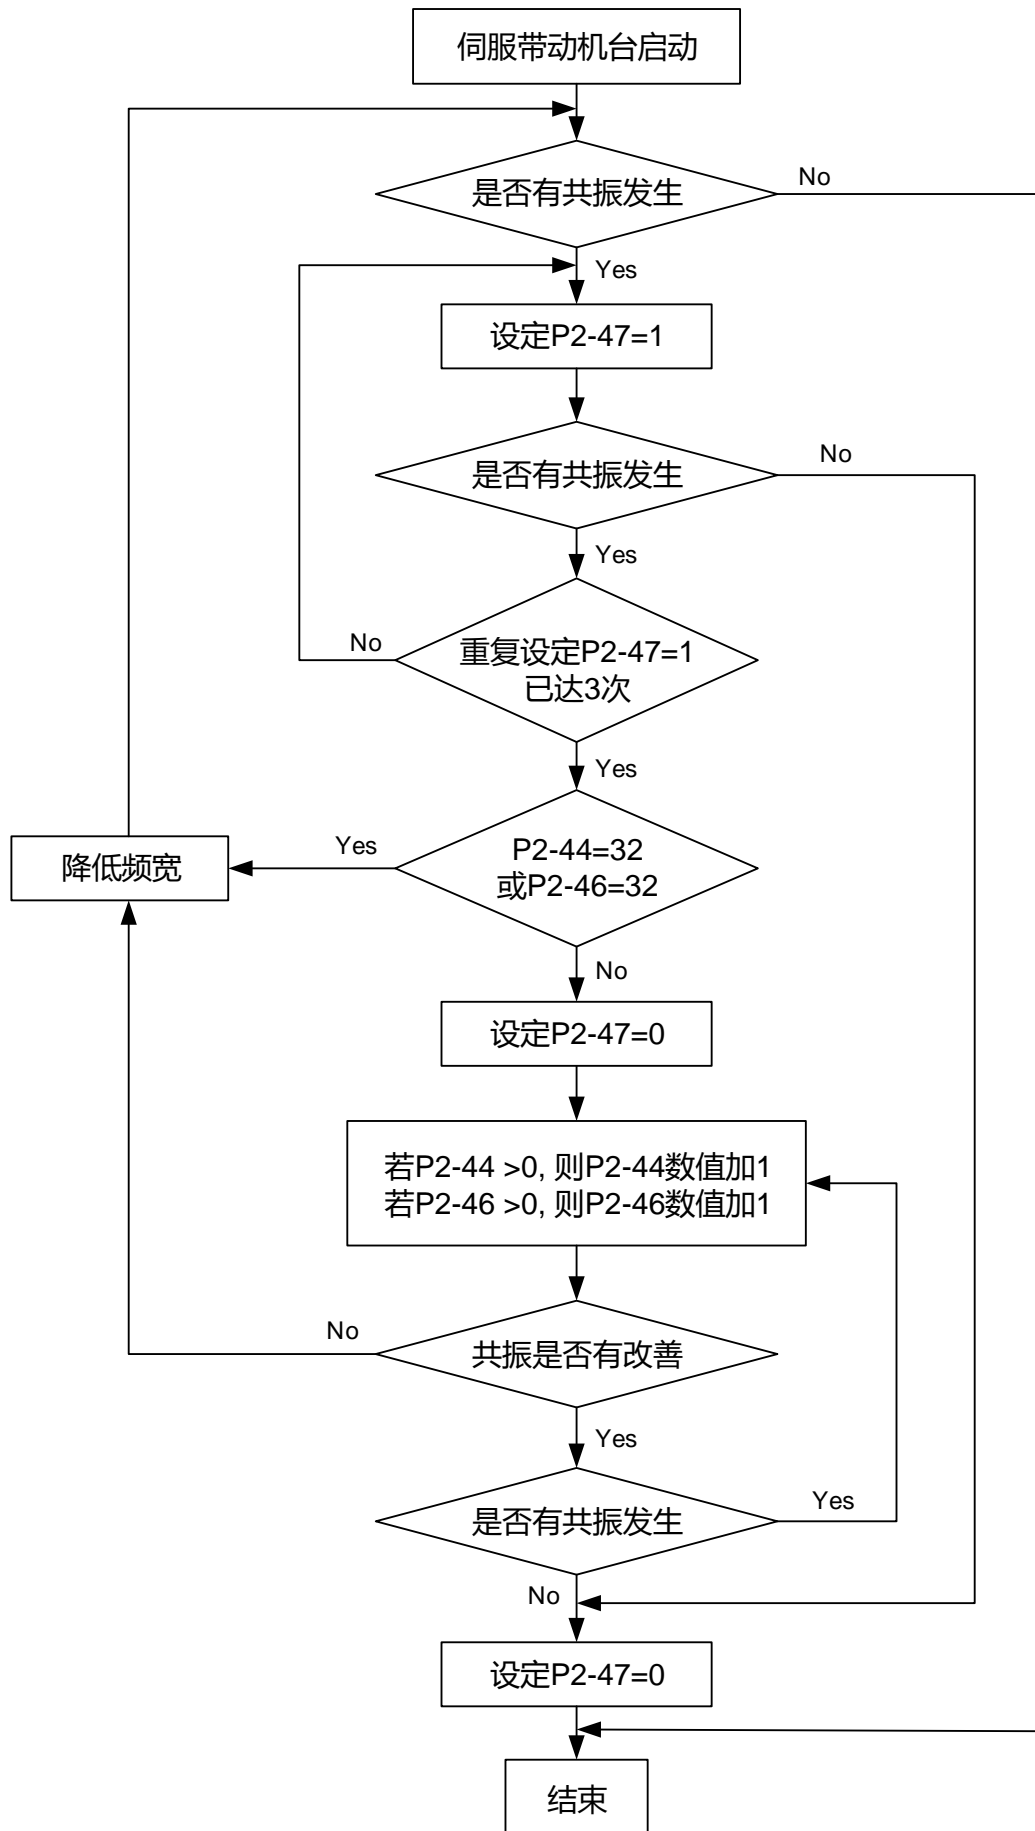 伺服带动机台启动
是否有共振发生
No
Yes
设定P2-47=1
是否有共振发生
No
Yes
重复设定P2-47=1
已达3次
No
Yes
降低频宽
Yes
P2-44=32
或P2-46=32
No
设定P2-47=0
若P2-44 >0, 则P2-44数值加1
若P2-46 >0, 则P2-46数值加1
No
共振是否有改善
Yes
是否有共振发生
Yes
No
设定P2-47=0
结束